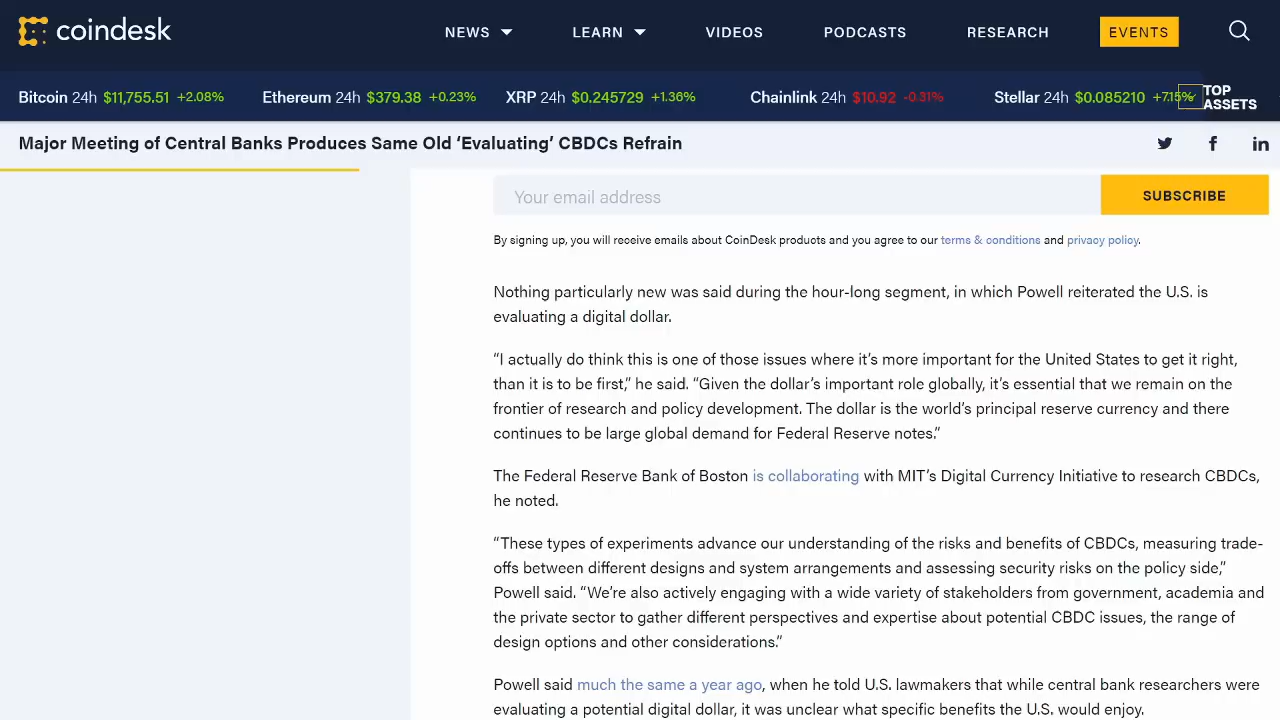 coindesk
NEWS LEARN VIDEOS PODCASTS RESEARCH EVENTS
Bitcoin 24h $11,755.51 +2.08% Ethereum 24h $379.38 +0.23% XRP 24h $0.245729 +1.36% Chainlink 24h $10.92 -0.31% Stellar 24h $0.085210 +7.15% TOP
ASSETS
Major Meeting of Central Banks Produces Same Old ‘Evaluating’ CBDCs Refrain
Your email address SUBSCRIBE
By signing up, you will receive emails about CoinDesk products and you agree to our terms & conditions and privacy policy.
Nothing particularly new was said during the hour-long segment, in which Powell reiterated the U.S. is
evaluating a digital dollar.
“I actually do think this is one of those issues where it’s more important for the United States to get it right,
than it is to be first,” he said. “Given the dollar’s important role globally, it’s essential that we remain on the
frontier of research and policy development. The dollar is the world’s principal reserve currency and there
continues to be large global demand for Federal Reserve notes.”
The Federal Reserve Bank of Boston is collaborating with MIT’s Digital Currency Initiative to research CBDCs,
he noted.
“These types of experiments advance our understanding of the risks and benefits of CBDCs, measuring trade-
offs between different designs and system arrangements and assessing security risks on the policy side,”
Powell said. “We’re also actively engaging with a wide variety of stakeholders from government, academia and
the private sector to gather different perspectives and expertise about potential CBDC issues, the range of
design options and other considerations.”
Powell said much the same a year ago, when he told U.S. lawmakers that while central bank researchers were
evaluating a potential digital dollar, it was unclear what specific benefits the U.S. would enjoy.